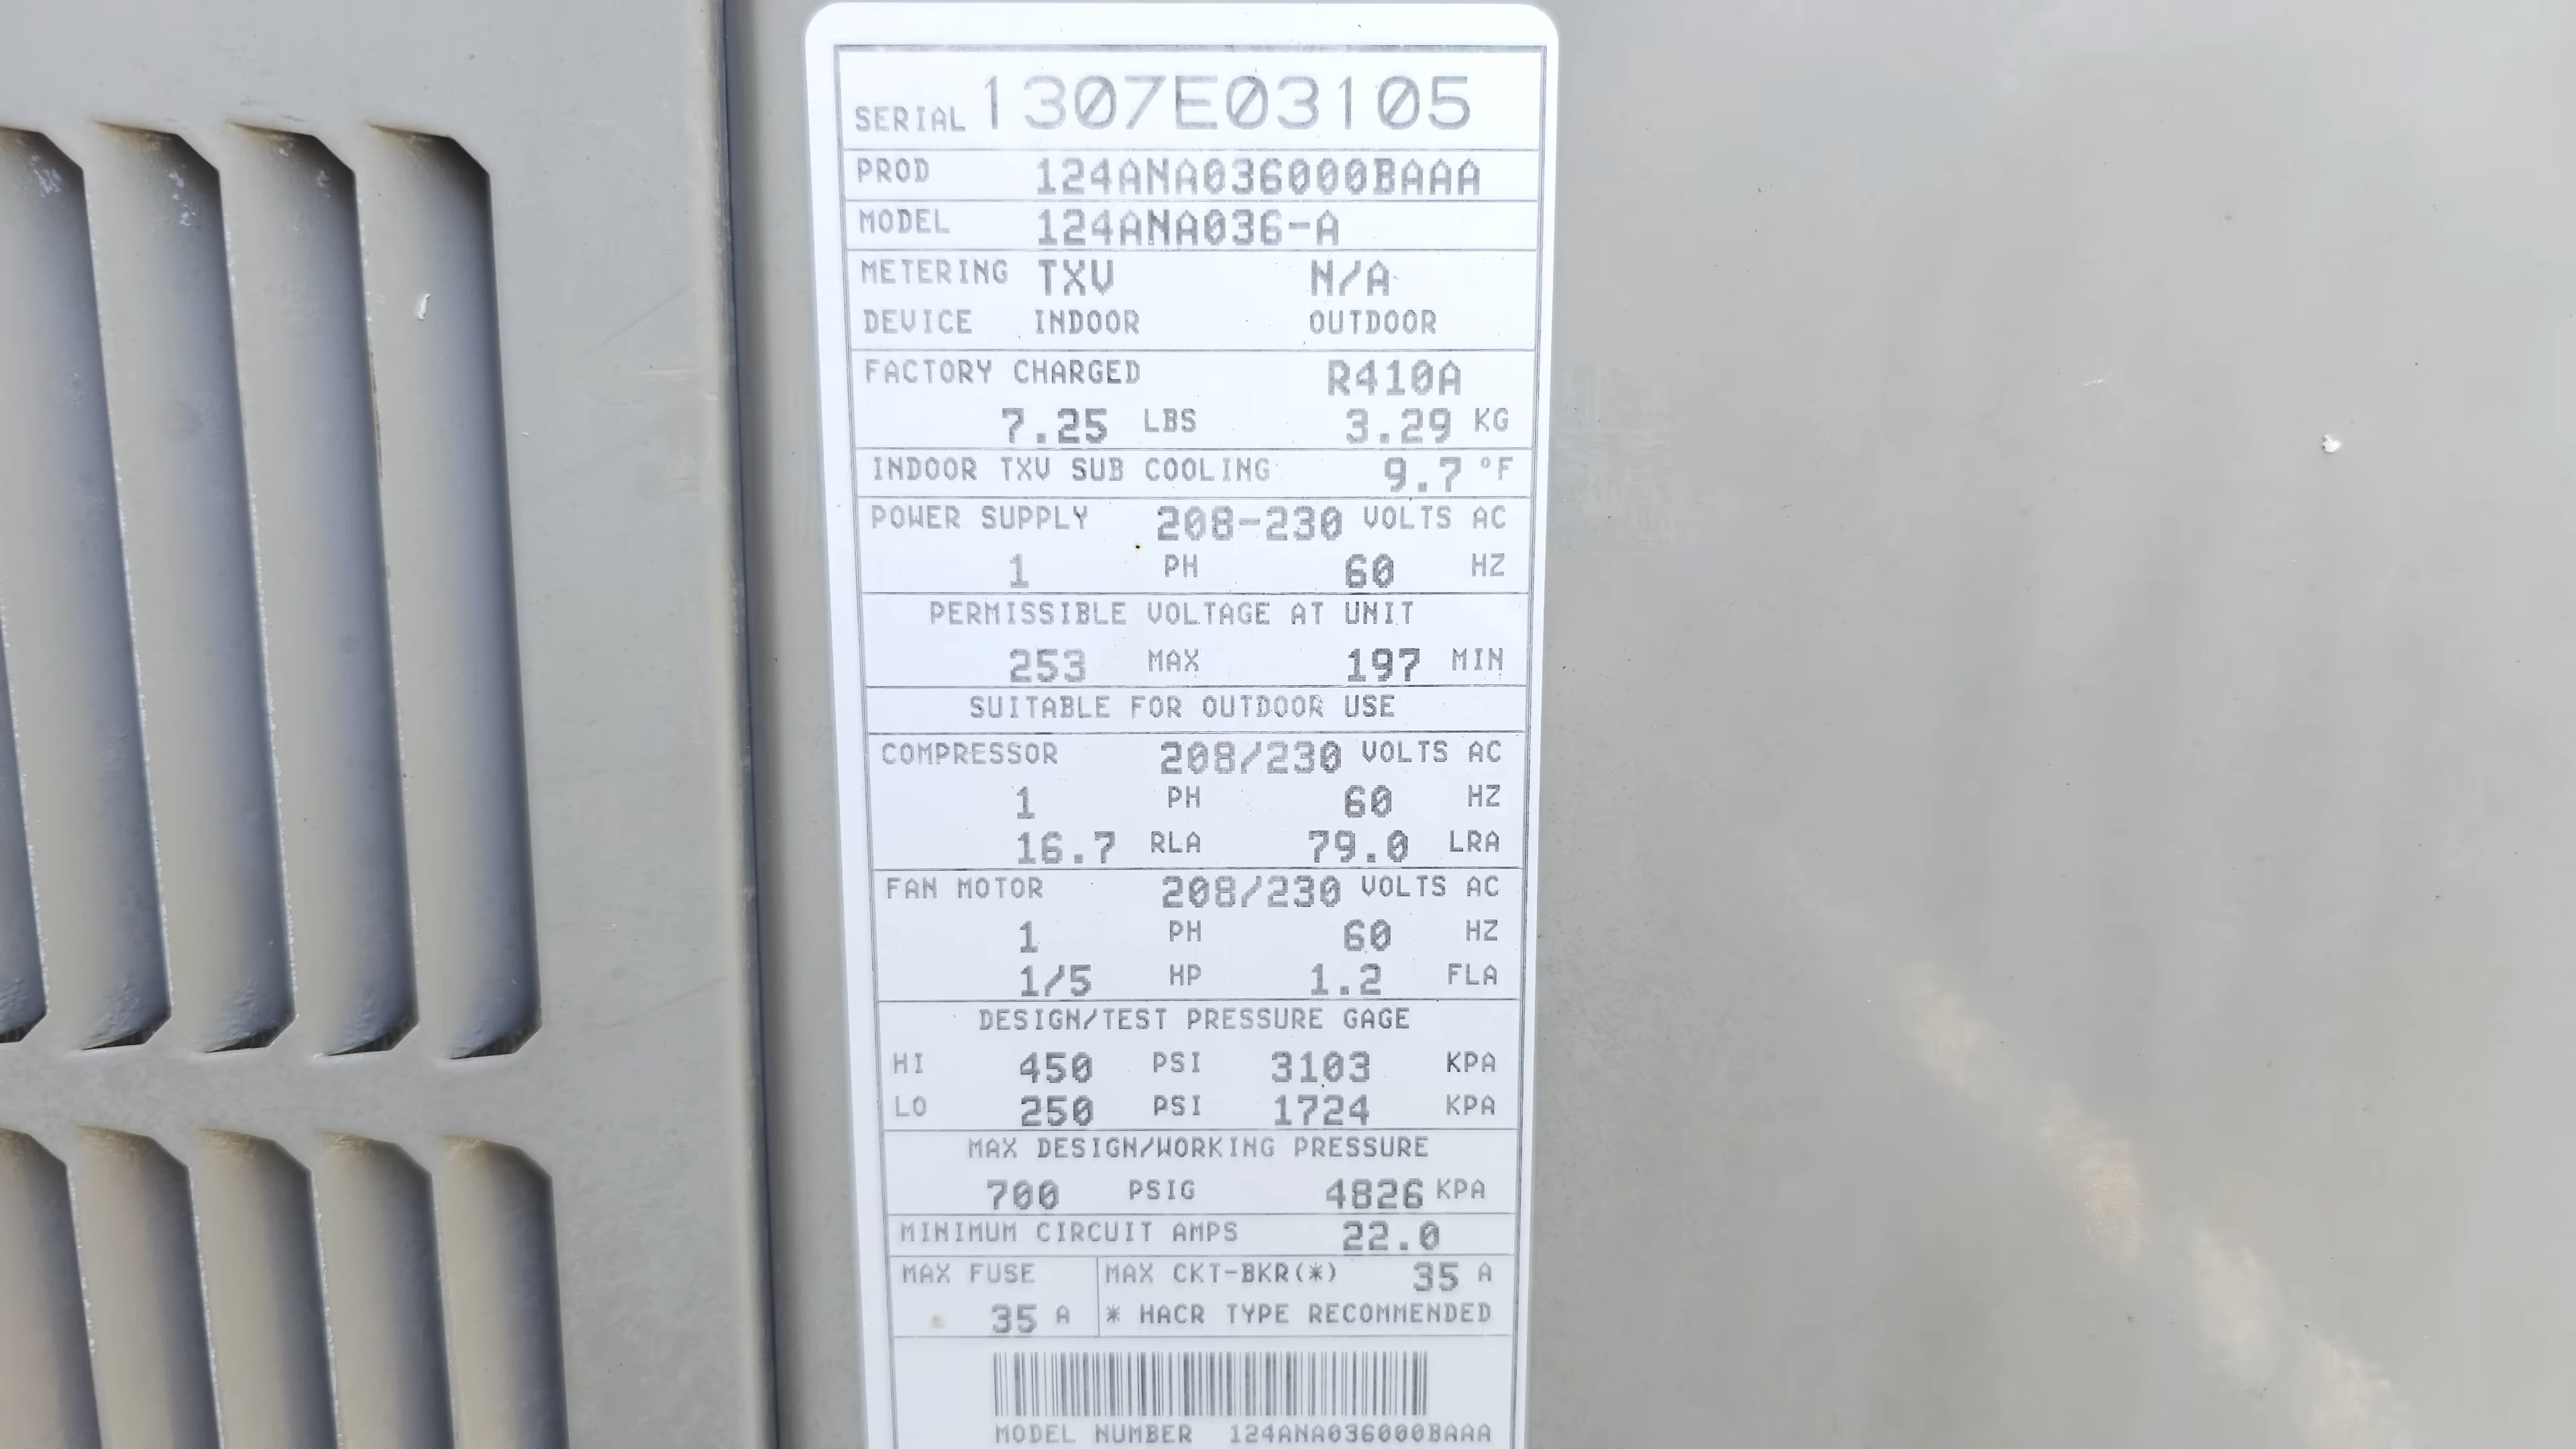 SERIAL 1307E03105
PROD 124ANA036000BAAA
MODEL 124ANA036-A
METERING TXV N/A
DEVICE INDOOR OUTDOOR
FACTORY CHARGED R410A
7.25 LBS 3.29 KG
INDOOR TXV SUB COOLING 9.7 °F
POWER SUPPLY 208-230 VOLTS AC
1 PH 60 HZ
PERMISSIBLE VOLTAGE AT UNIT
253 MAX 197 MIN
SUITABLE FOR OUTDOOR USE
COMPRESSOR 208/230 VOLTS AC
1 PH 60 HZ
16.7 RLA 79.0 LRA
FAN MOTOR 208/230 VOLTS AC
1 PH 60 HZ
1/5 HP 1.2 FLA
DESIGN/TEST PRESSURE GAGE
HI 450 PSI 3103 KPA
LO 250 PSI 1724 KPA
MAX DESIGN/WORKING PRESSURE
700 PSIG 4826 KPA
MINIMUM CIRCUIT AMPS 22.0
MAX FUSE MAX CKT-BKR(*) 35 A
35 A * HACR TYPE RECOMMENDED
MODEL NUMBER 124ANA036000BAAA